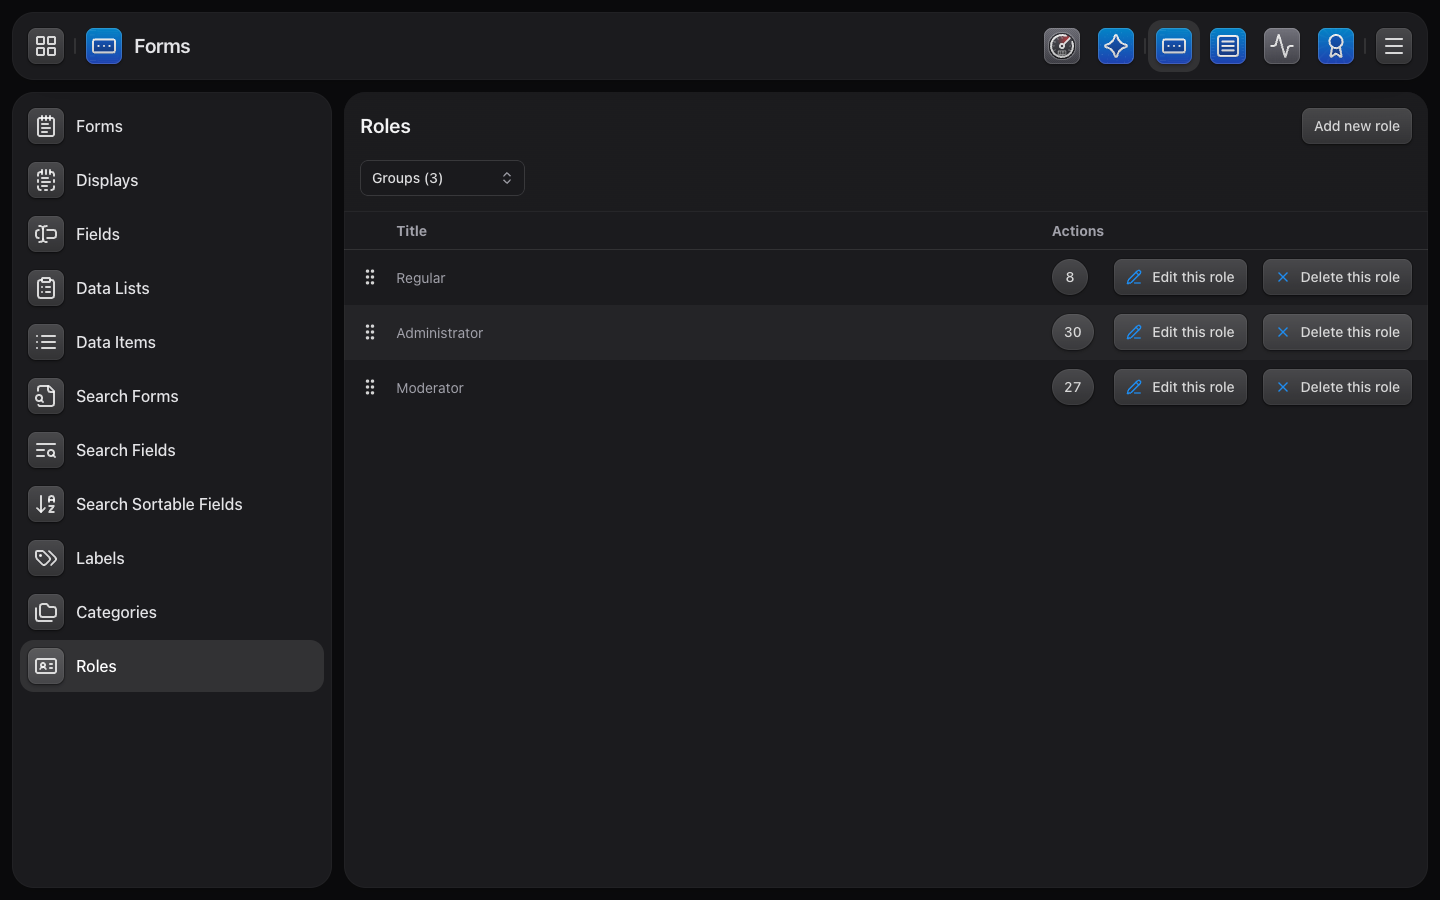 Forms
Forms
Displays
Fields
Data Lists
Data Items
Search Forms
Search Fields
Search Sortable Fields
Labels
Categories
Roles
Roles
Add new role
Groups (3)
Title Actions
Regular 8 Edit this role Delete this role
Administrator 30 Edit this role Delete this role
Moderator 27 Edit this role Delete this role